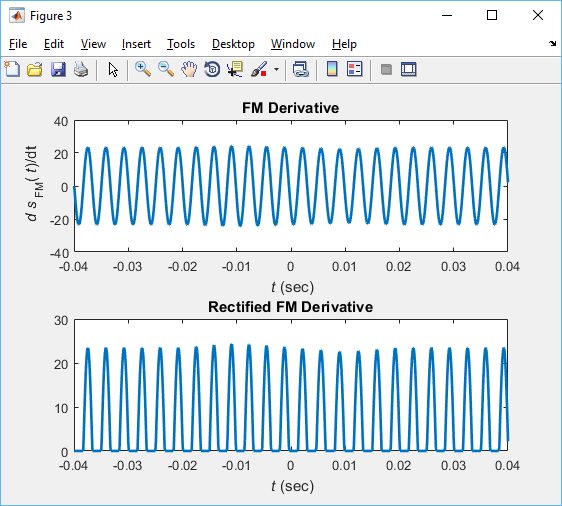 Figure 3
File Edit View Insert Tools Desktop Window Help
FM Derivative
40
20
0
-20
-40
d s FM( t)/dt
-0.04 -0.03 -0.02 -0.01 0 0.01 0.02 0.03 0.04
t (sec)
Rectified FM Derivative
30
20
10
0
-0.04 -0.03 -0.02 -0.01 0 0.01 0.02 0.03 0.04
t (sec)